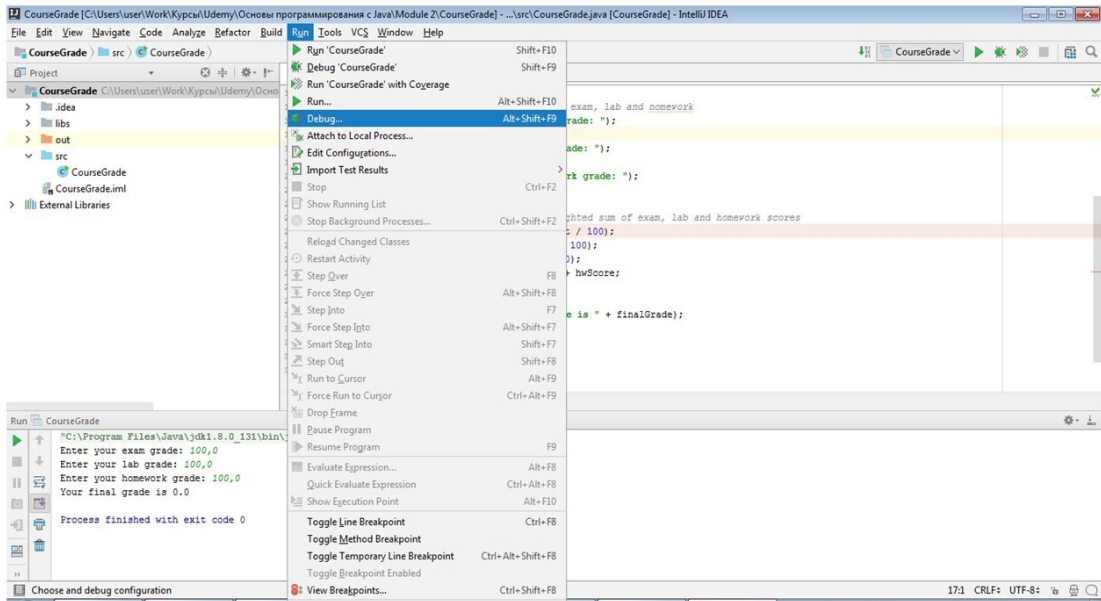 CourseGrade [C:\Users\user\Work\Курсы\Udemy\Основы программирования с Java\Module 2\CourseGrade] - ...\src\CourseGrade.java [CourseGrade] - IntelliJ IDEA
File Edit View Navigate Code Analyze Refactor Build Run Tools VCS Window Help
CourseGrade src CourseGrade
CourseGrade
Project
CourseGrade C:\Users\user\Work\Курсы\Udemy\Осно
.idea
libs
out
src
CourseGrade
CourseGrade.iml
External Libraries
Run 'CourseGrade' Shift+F10
Debug 'CourseGrade' Shift+F9
Run 'CourseGrade' with Coverage
Run... Alt+Shift+F10
Debug... Alt+Shift+F9
Attach to Local Process...
Edit Configurations...
Import Test Results
Stop Ctrl+F2
Show Running List
Stop Background Processes... Ctrl+Shift+F2
Reload Changed Classes
Restart Activity
Step Over F8
Force Step Over Alt+Shift+F8
Step Into F7
Force Step Into Alt+Shift+F7
Smart Step Into Shift+F7
Step Out Shift+F8
Run to Cursor Alt+F9
Force Run to Cursor Ctrl+Alt+F9
Drop Frame
Pause Program
Resume Program F9
Evaluate Expression... Alt+F8
Quick Evaluate Expression Ctrl+Alt+F8
Show Execution Point Alt+F10
Toggle Line Breakpoint Ctrl+F8
Toggle Method Breakpoint
Toggle Temporary Line Breakpoint Ctrl+Alt+Shift+F8
Toggle Breakpoint Enabled
View Breakpoints... Ctrl+Shift+F8
exam, lab and nomework
rade: ");
ade: ");
rk grade: ");
ghted sum of exam, lab and homework scores
t / 100);
100);
0);
+ hwScore;
e is " + finalGrade);
Run CourseGrade
"C:\Program Files\Java\jdk1.8.0_131\bin\j
Enter your exam grade: 100,0
Enter your lab grade: 100,0
Enter your homework grade: 100,0
Your final grade is 0.0
Process finished with exit code 0
Choose and debug configuration
17:1 CRLF UTF-8